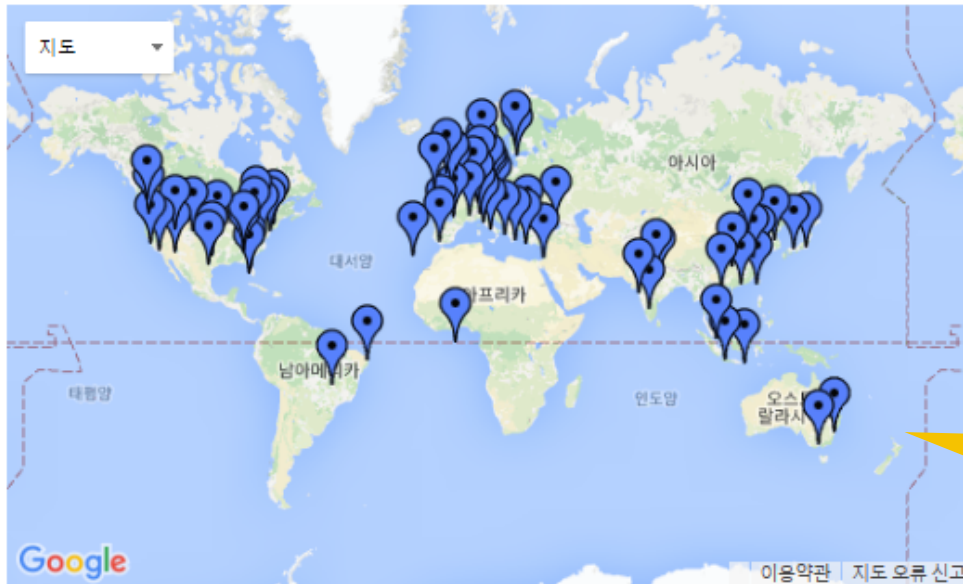 지도
아시아
대서양
아프리카
남아메리카
태평양
인도양
오스
랄라시
Google
이용약관
지도 오류 신고